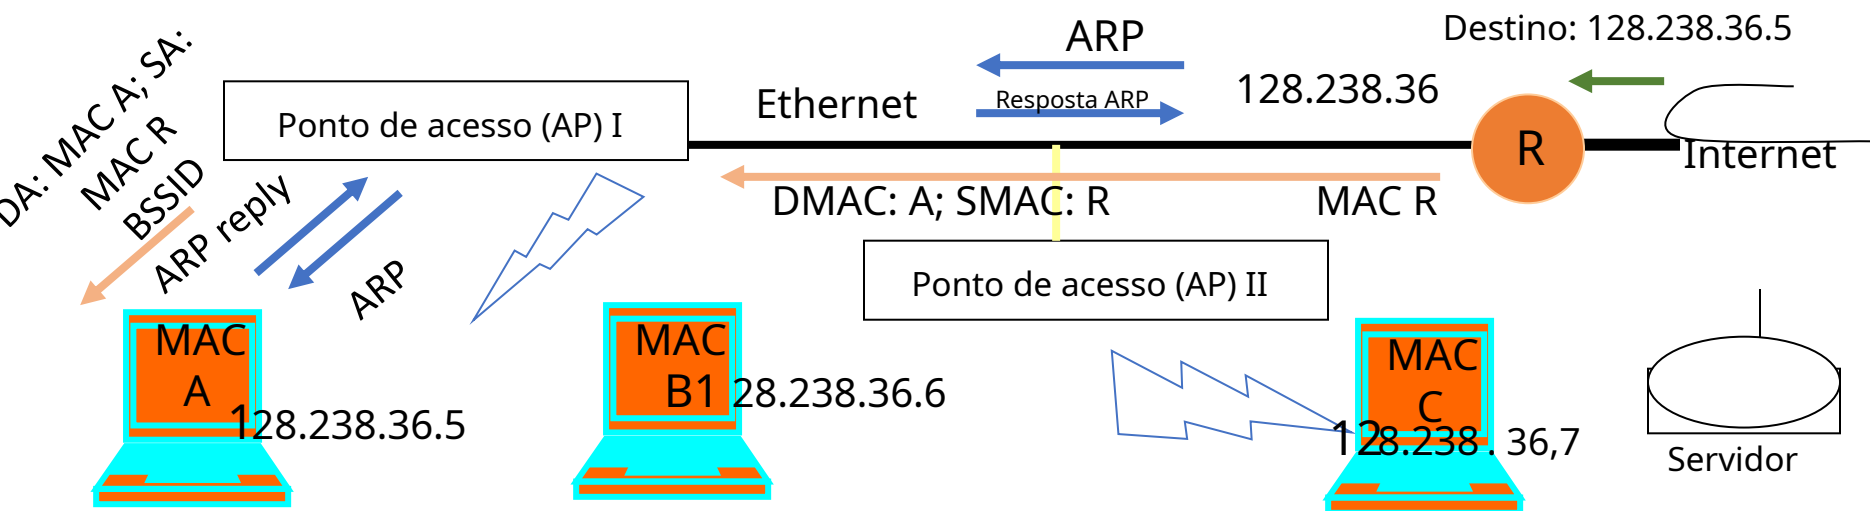 ARP
Destino: 128.238.36.5
DA: MAC A; SA:
MAC R
BSSID
Ponto de acesso (AP) I
Ethernet
Resposta ARP
128.238.36
R
Internet
DMAC: A; SMAC: R
MAC R
ARP reply
ARP
Ponto de acesso (AP) II
MAC
A
128.238.36.5
MAC
B128.238.36.6
MAC
C
128.238. 36,7
Servidor